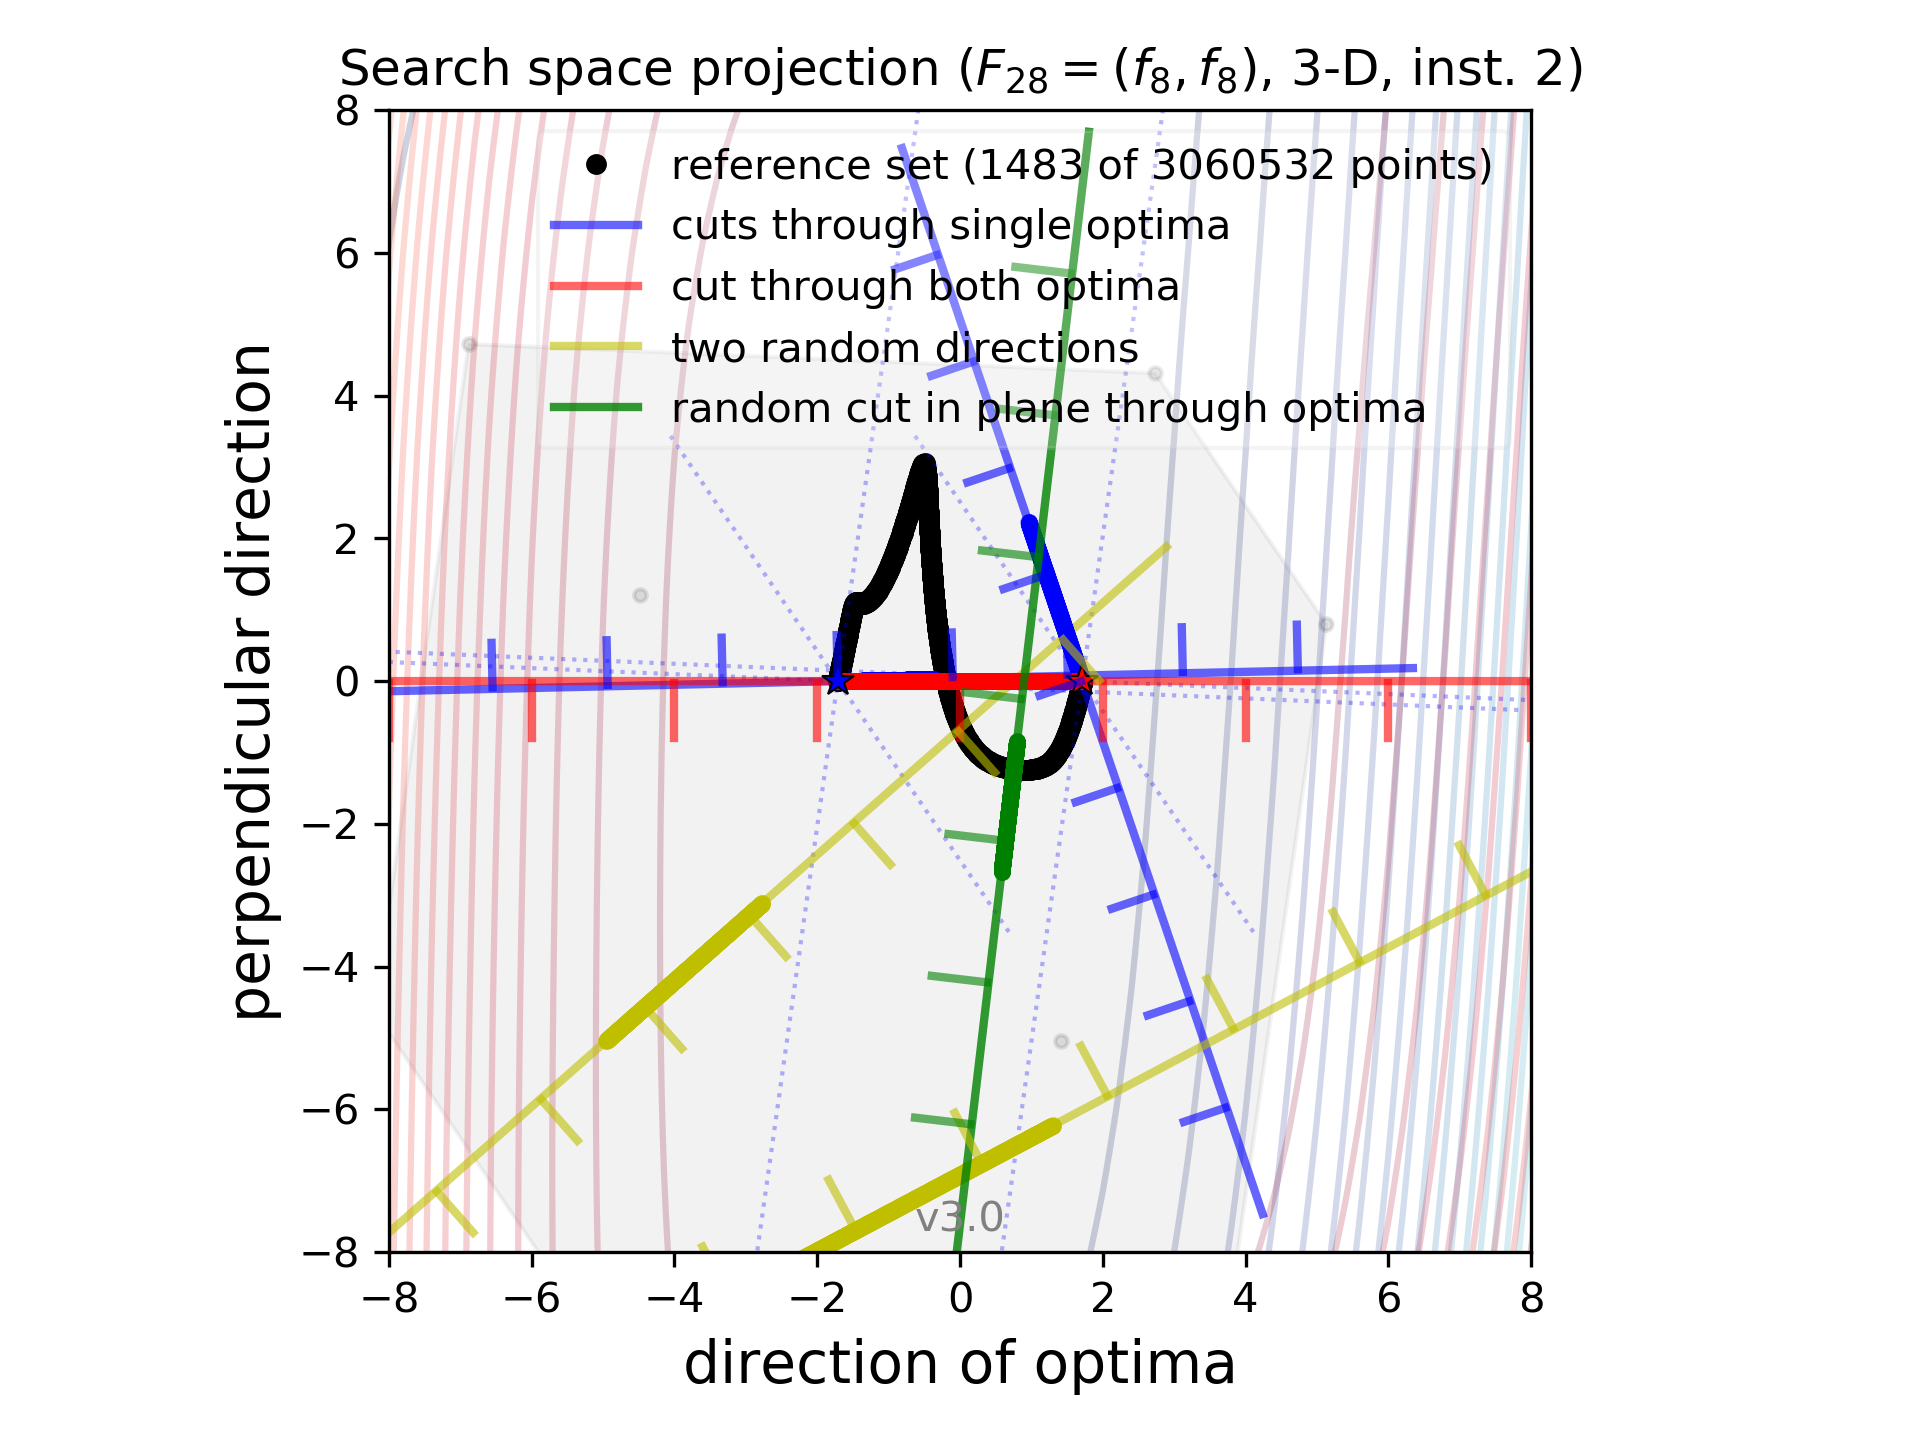 Search space projection (F₂₈ = (f₈, f₈), 3-D, inst. 2)
reference set (1483 of 3060532 points)
cuts through single optima
cut through both optima
two random directions
random cut in plane through optima
8
6
4
2
0
−2
−4
−6
−8
perpendicular direction
v3.0
−8 −6 −4 −2 0 2 4 6 8
direction of optima